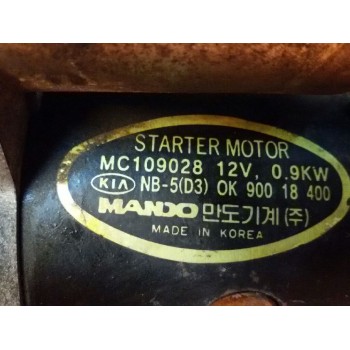 STARTER MOTOR
MC109028 12V, 0.9KW
KIA NB-5(D3) OK 900 18 400
MANDO 만도기계(주)
MADE IN KOREA